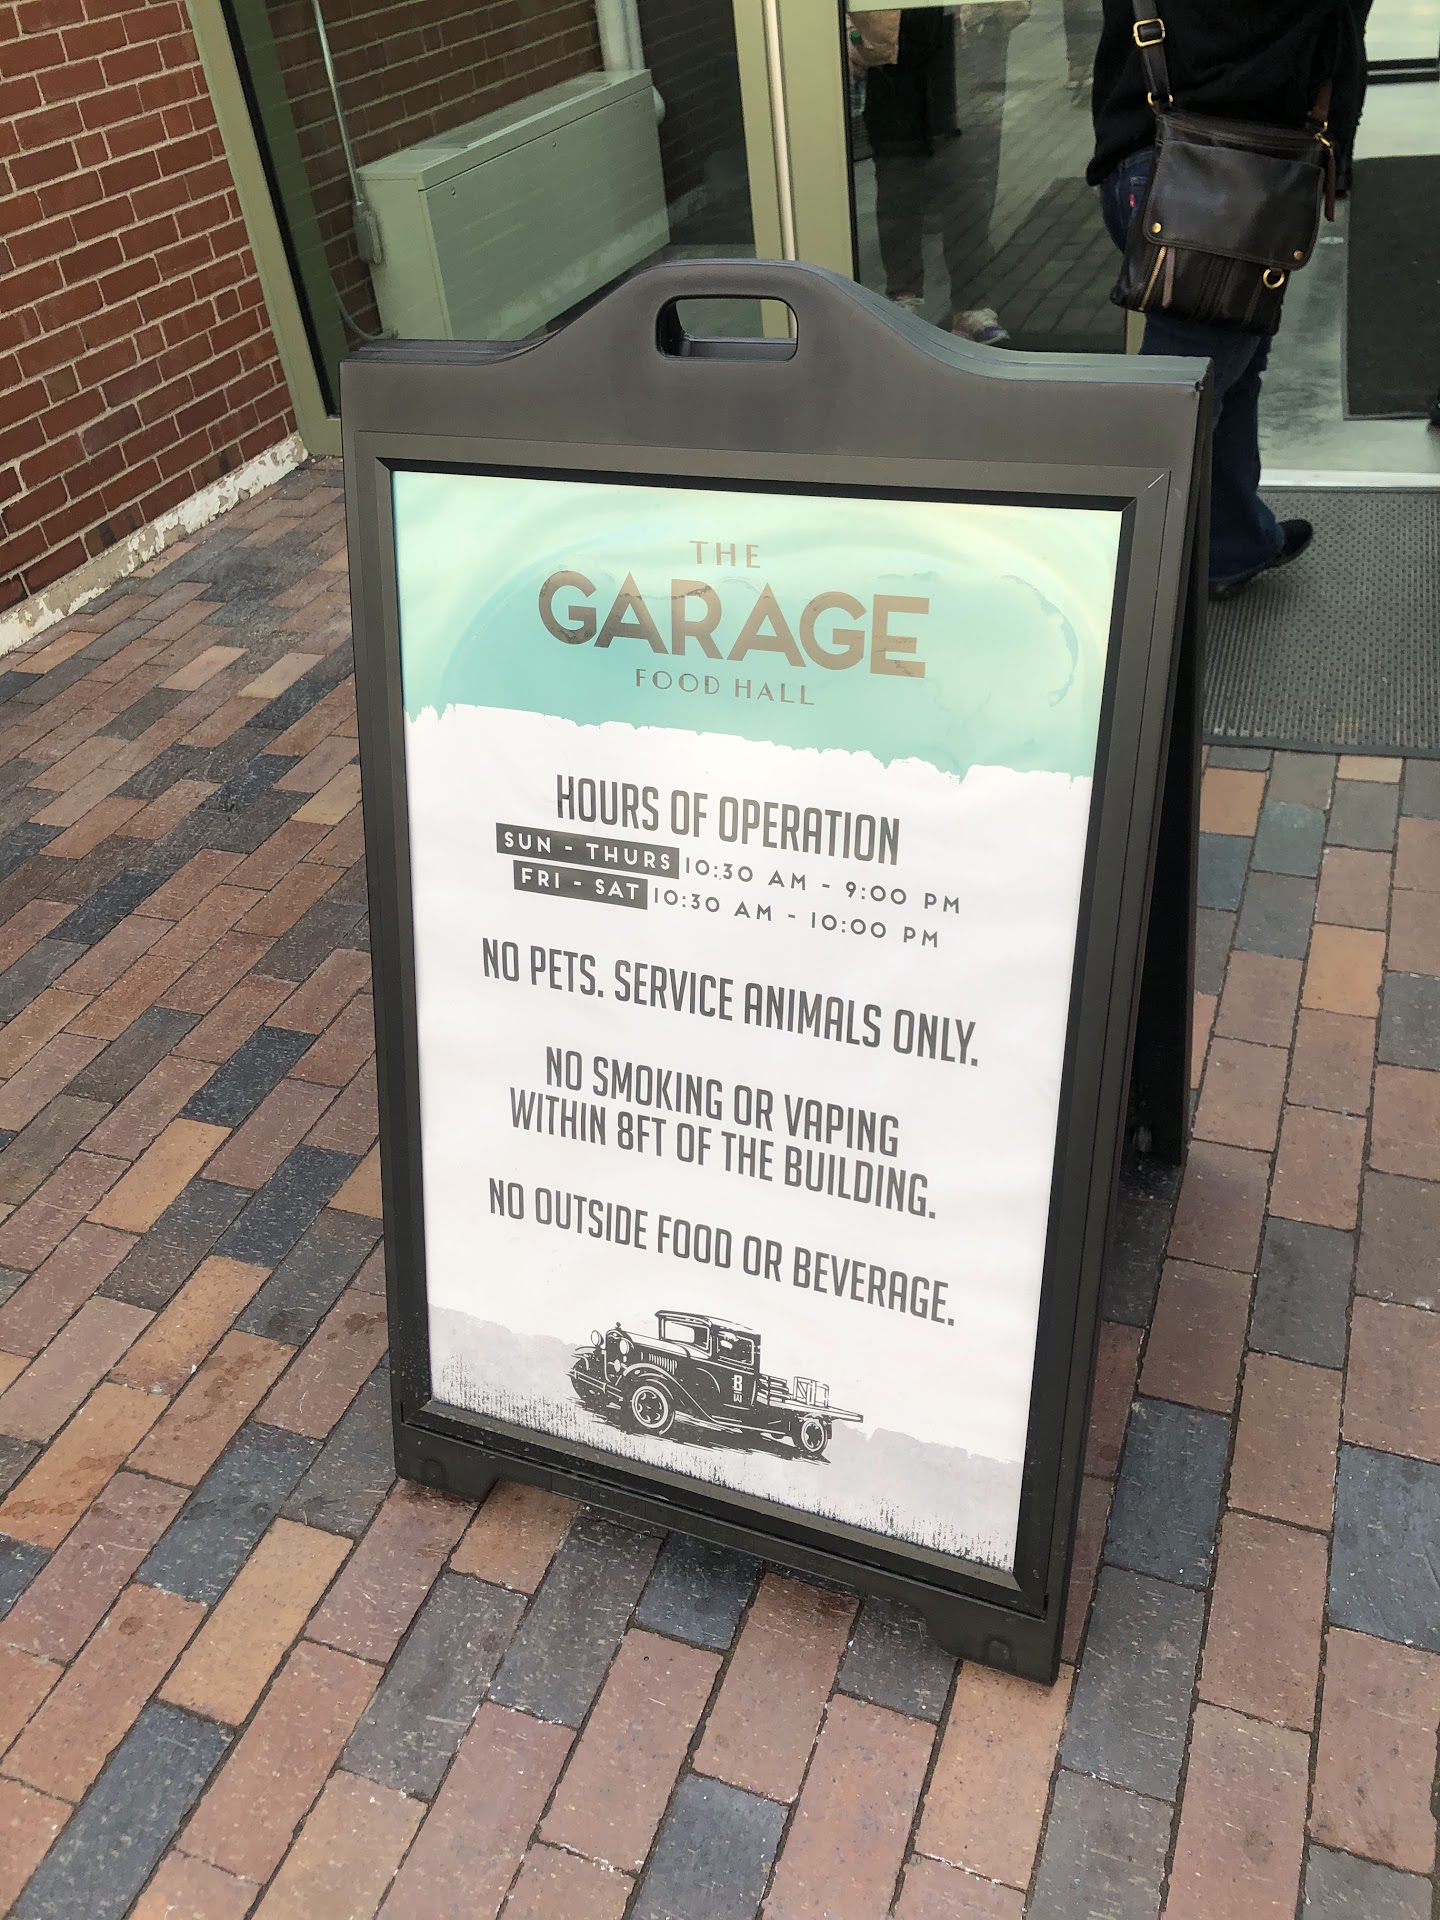 THE
GARAGE
FOOD HALL
HOURS OF OPERATION
SUN - THURS 10:30 AM - 9:00 PM
FRI - SAT 10:30 AM - 10:00 PM
NO PETS. SERVICE ANIMALS ONLY.
NO SMOKING OR VAPING
WITHIN 8FT OF THE BUILDING.
NO OUTSIDE FOOD OR BEVERAGE.
B
W